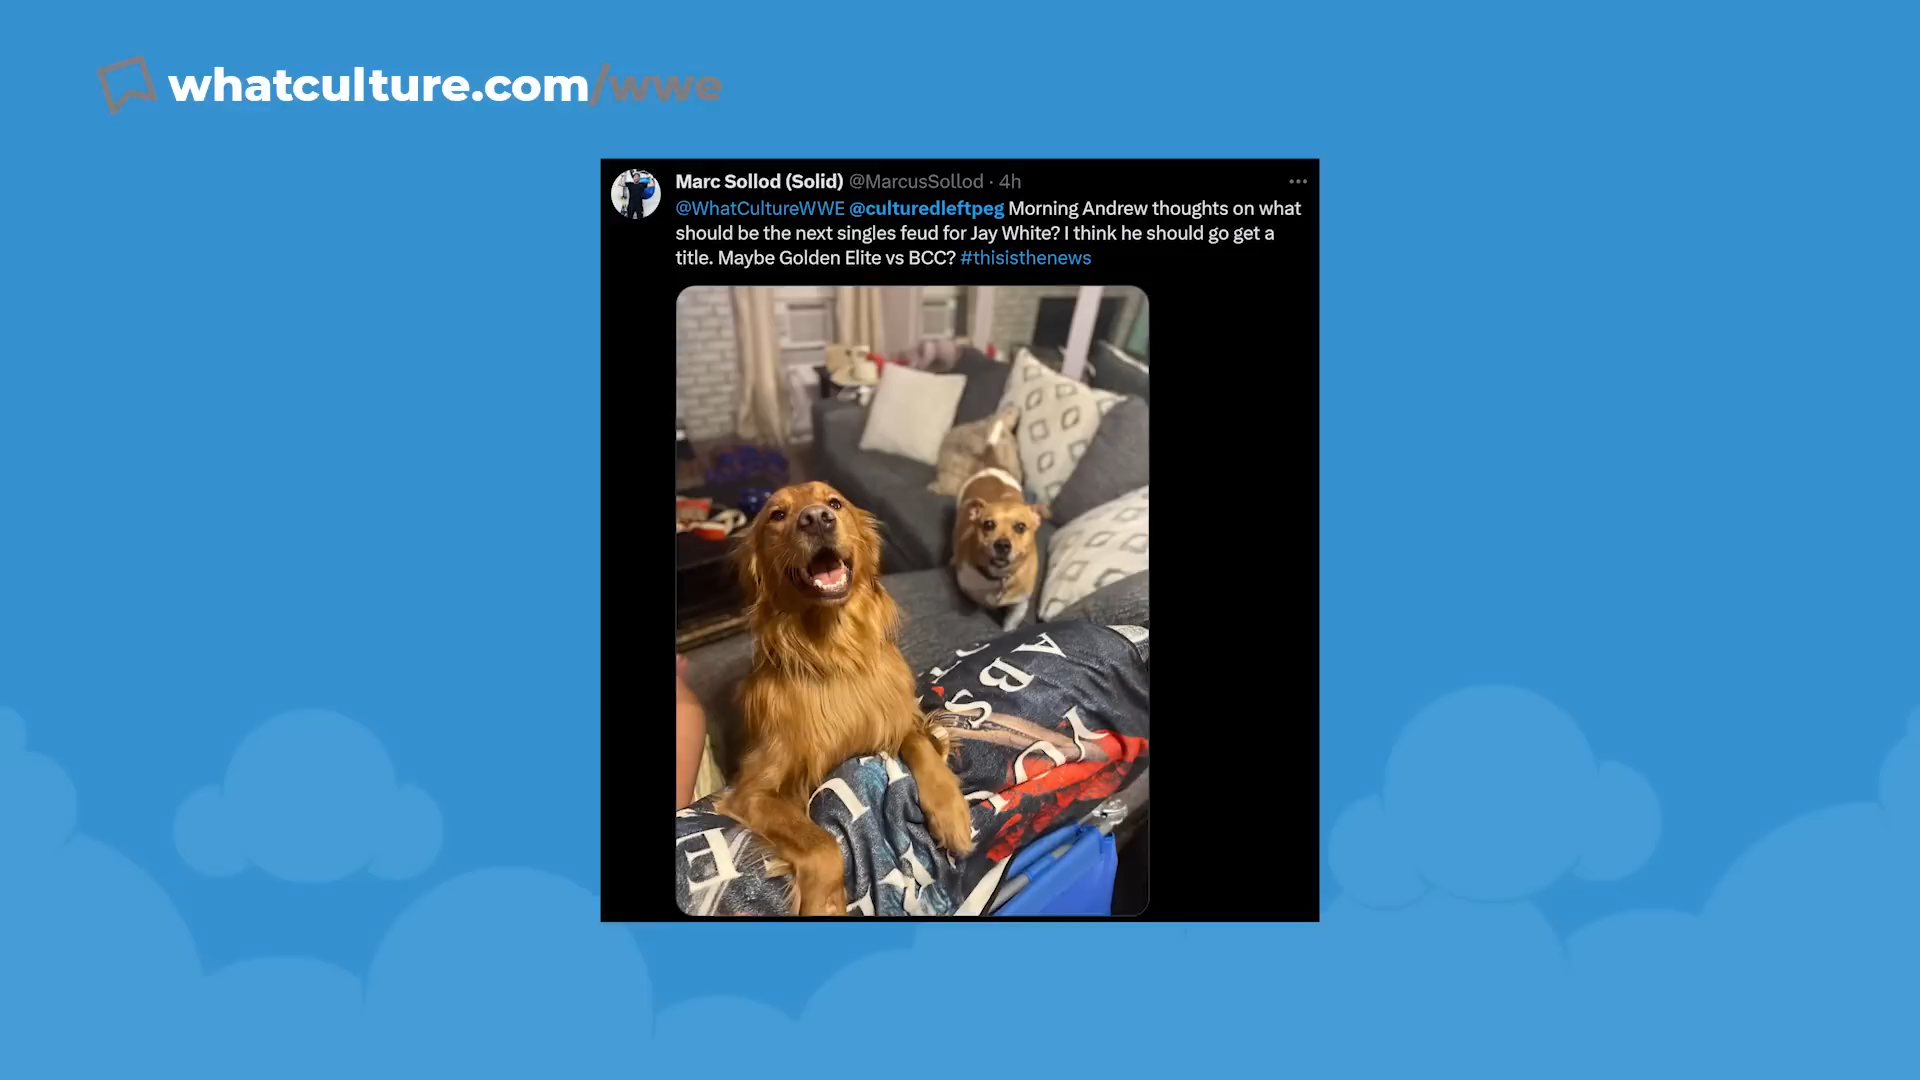 whatculture.com/wwe
Marc Sollod (Solid) @MarcusSollod · 4h
@WhatCultureWWE @culturedleftpeg Morning Andrew thoughts on what
should be the next singles feud for Jay White? I think he should go get a
title. Maybe Golden Elite vs BCC? #thisisthenews
ABS